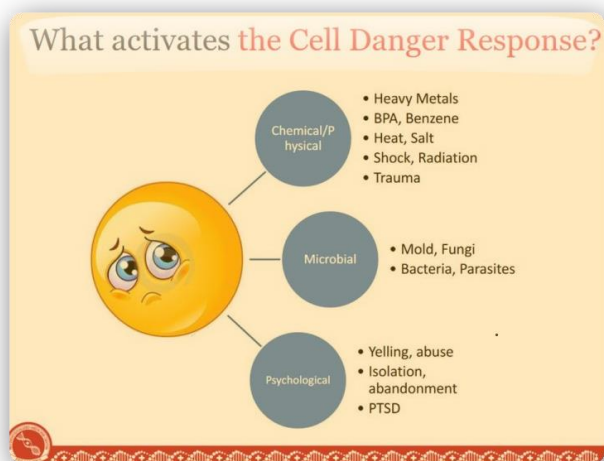 What activates the Cell Danger Response?
Chemical/P
hysical
• Heavy Metals
• BPA, Benzene
• Heat, Salt
• Shock, Radiation
• Trauma
Microbial
• Mold, Fungi
• Bacteria, Parasites
Psychological
• Yelling, abuse
• Isolation,
abandonment
• PTSD